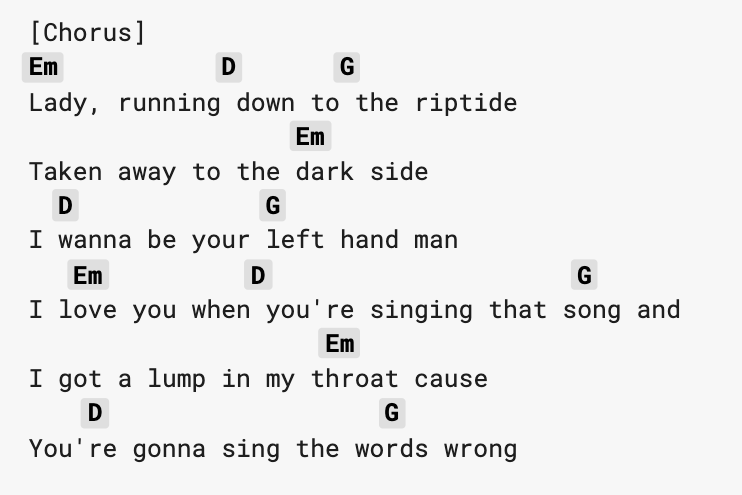 [Chorus]
Em D G
Lady, running down to the riptide
Em
Taken away to the dark side
D G
I wanna be your left hand man
Em D G
I love you when you're singing that song and
Em
I got a lump in my throat cause
D G
You're gonna sing the words wrong